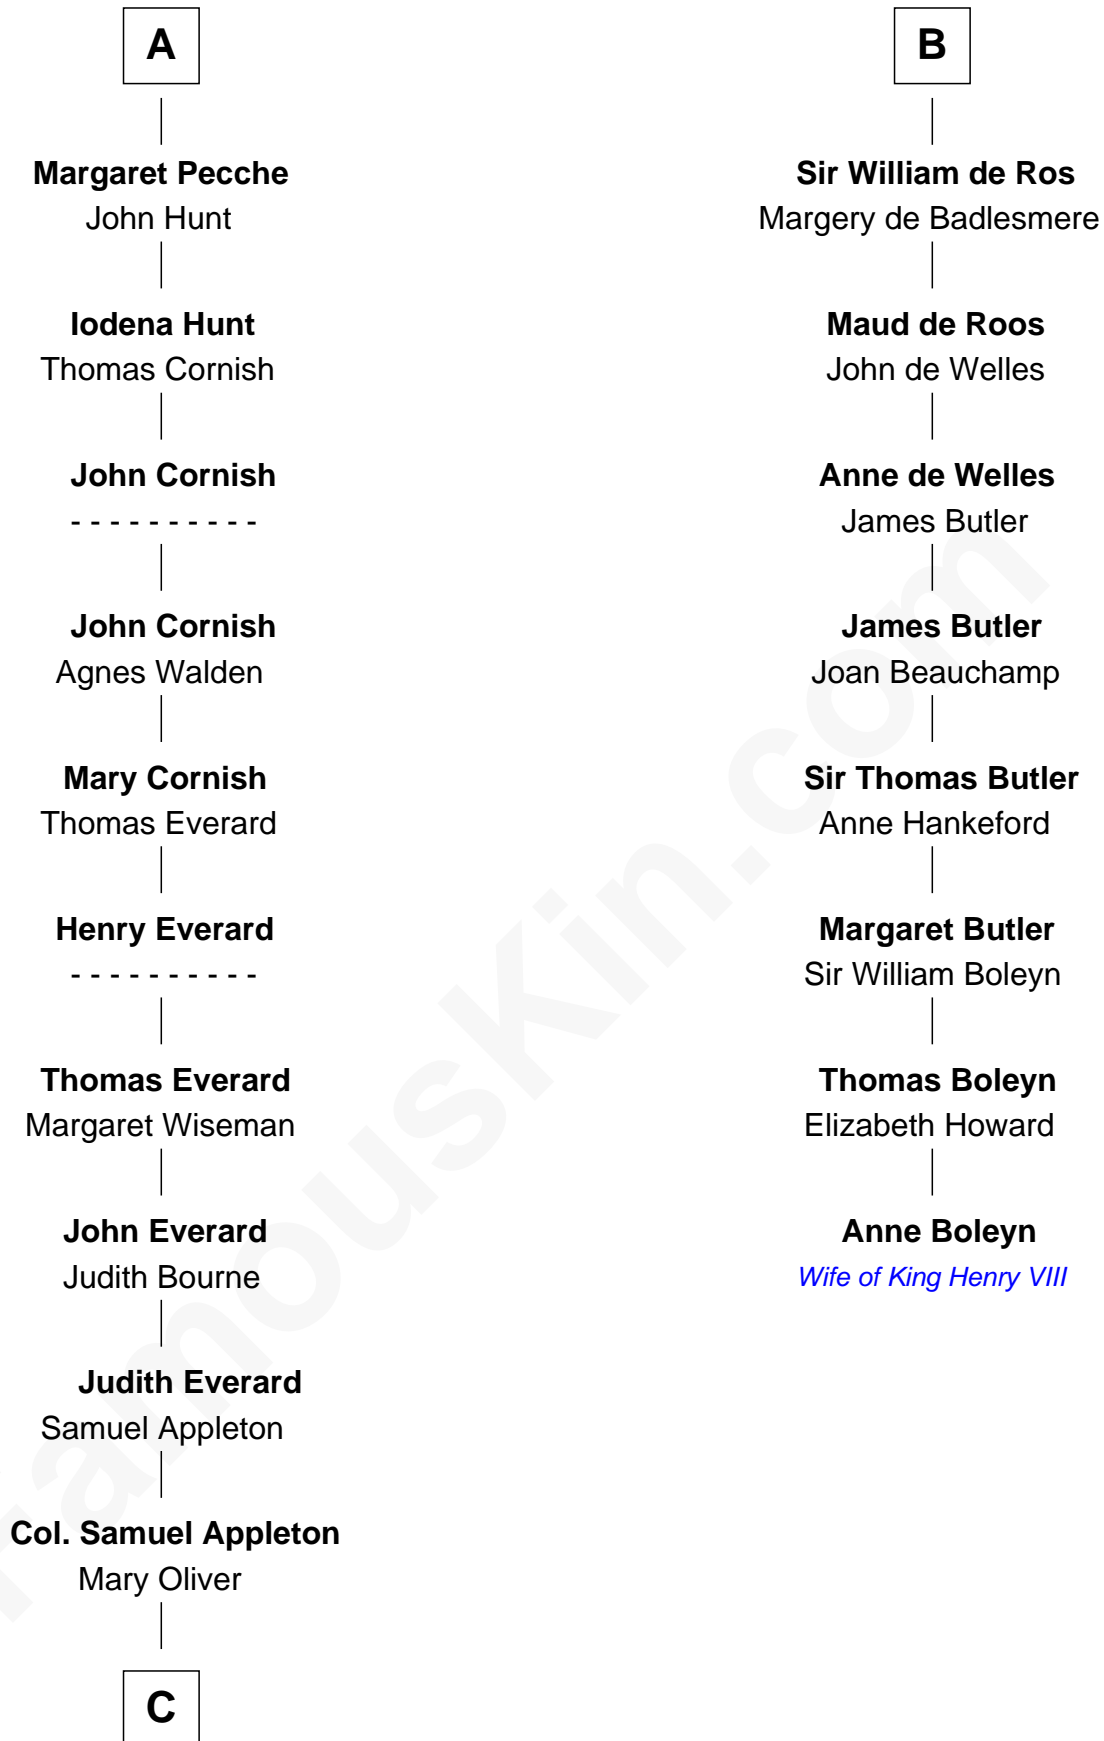 A
Margaret Pecche
John Hunt
Iodena Hunt
Thomas Cornish
John Cornish
- - - - - - - - - -
John Cornish
Agnes Walden
Mary Cornish
Thomas Everard
Henry Everard
- - - - - - - - - -
Thomas Everard
Margaret Wiseman
John Everard
Judith Bourne
Judith Everard
Samuel Appleton
Col. Samuel Appleton
Mary Oliver
C
B
Sir William de Ros
Margery de Badlesmere
Maud de Roos
John de Welles
Anne de Welles
James Butler
James Butler
Joan Beauchamp
Sir Thomas Butler
Anne Hankeford
Margaret Butler
Sir William Boleyn
Thomas Boleyn
Elizabeth Howard
Anne Boleyn
Wife of King Henry VIII
FamousKin.com